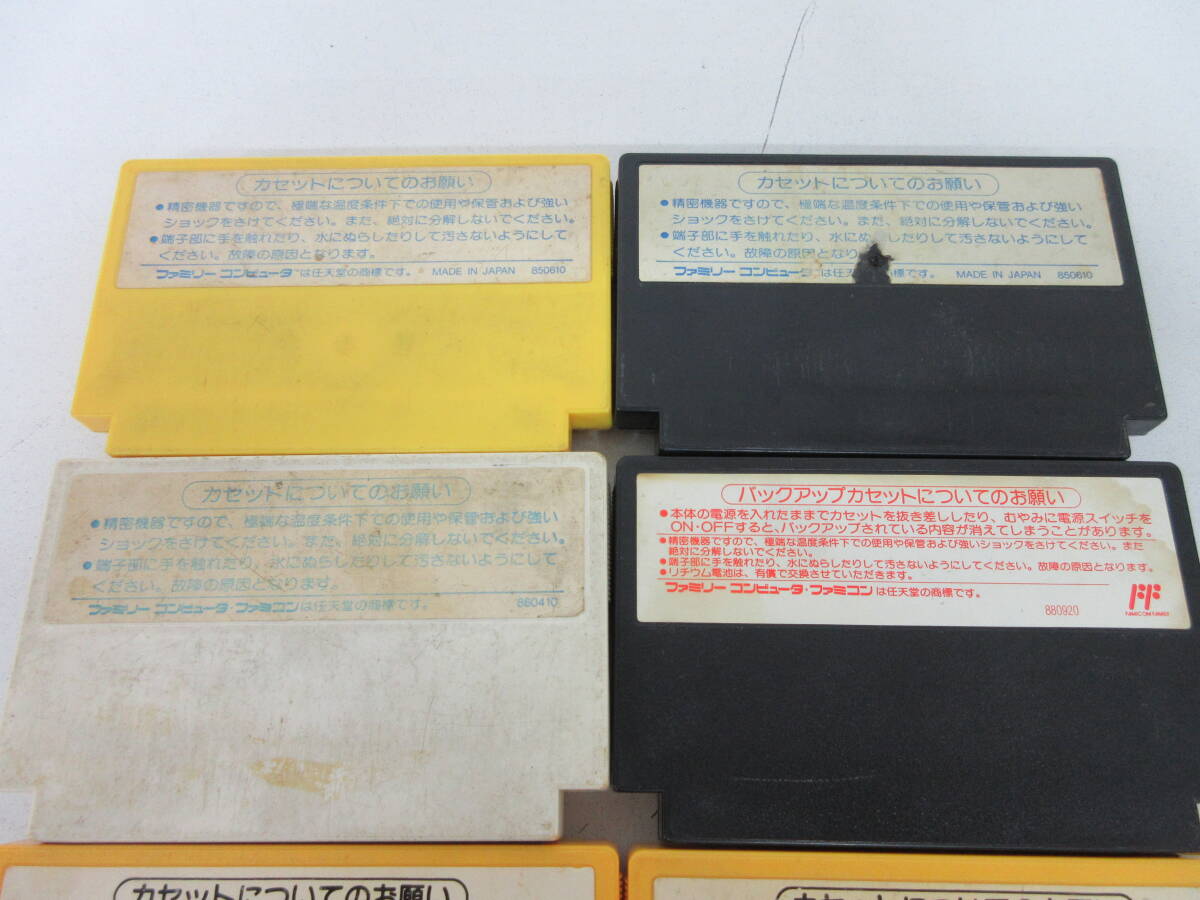 カセットについてのお願い
●精密機器ですので、極端な温度条件下での使用や保管および強い
ショックをさけてください。また、絶対に分解しないでください。
●端子部に手を触れたり、水にぬらしたりして汚さないようにして
ください。故障の原因となります。
ファミリー コンピュータ は任天堂の商標です。 MADE IN JAPAN 850610
カセットについてのお願い
●精密機器ですので、極端な温度条件下での使用や保管および強い
ショックをさけてください。また、絶対に分解しないでください。
●端子部に手を触れたり、水にぬらしたりして汚さないようにして
ください。故障の原因となり
ファミリー コンピュータ は任 の商標です。 MADE IN JAPAN 850610
カセットについてのお願い
●精密機器ですので、極端な温度条件下での使用や保管および強い
ショックをさけてください。また、絶対に分解しないでください。
●端子部に手を触れたり、水にぬらしたりして汚さないようにして
ください。故障の原因となります。
ファミリー コンピュータ・ファミコン は任天堂の商標です。 860410
バックアップカセットについてのお願い
●本体の電源を入れたままでカセットを抜き差ししたり、むやみに電源スイッチを
ON・OFFすると、バックアップされている内容が消えてしまうことがあります。
●精密機器ですので、極端な温度条件下での使用や保管および強いショックをさけてください。また
絶対に分解しないでください。
●端子部に手を触れたり、水にぬらしたりして汚さないようにしてください。故障の原因となります。
●リチウム電池は、有償で交換させていただきます。
ファミリー コンピュータ・ファミコン は任天堂の商標です。
880920
FF
FAMICOM FAMILY
カセットについてのお願い
カセットについてのお願い